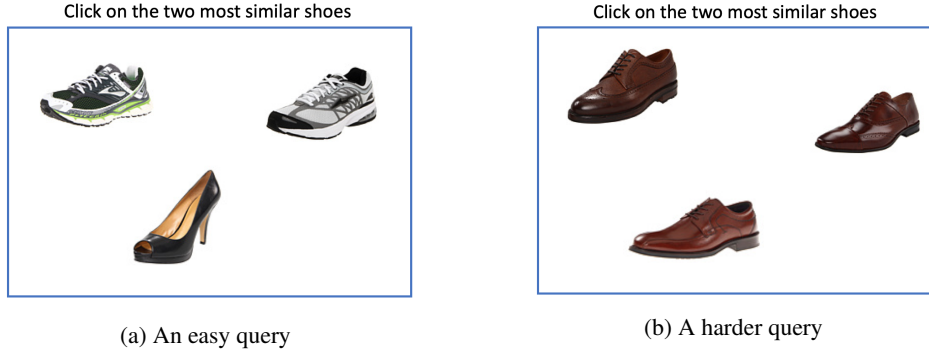 Click on the two most similar shoes
Click on the two most similar shoes
(a) An easy query
(b) A harder query